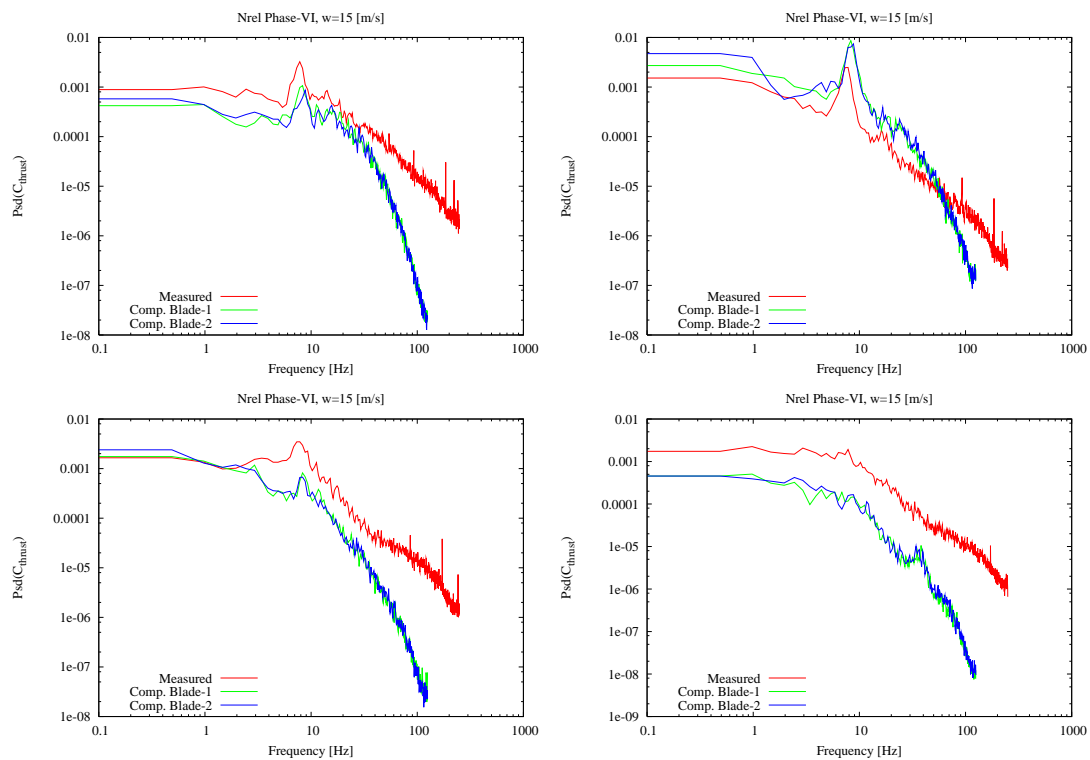 Nrel Phase-VI, w=15 [m/s]
0.01
0.001
0.0001
1e-05
1e-06
1e-07
1e-08
Psd(C_thrust)
Measured
Comp. Blade-1
Comp. Blade-2
0.1 1 10 100 1000
Frequency [Hz]
Nrel Phase-VI, w=15 [m/s]
0.01
0.001
0.0001
1e-05
1e-06
1e-07
1e-08
Psd(C_thrust)
Measured
Comp. Blade-1
Comp. Blade-2
0.1 1 10 100 1000
Frequency [Hz]
Nrel Phase-VI, w=15 [m/s]
0.01
0.001
0.0001
1e-05
1e-06
1e-07
1e-08
Psd(C_thrust)
Measured
Comp. Blade-1
Comp. Blade-2
0.1 1 10 100 1000
Frequency [Hz]
Nrel Phase-VI, w=15 [m/s]
0.01
0.001
0.0001
1e-05
1e-06
1e-07
1e-08
1e-09
Psd(C_thrust)
Measured
Comp. Blade-1
Comp. Blade-2
0.1 1 10 100 1000
Frequency [Hz]